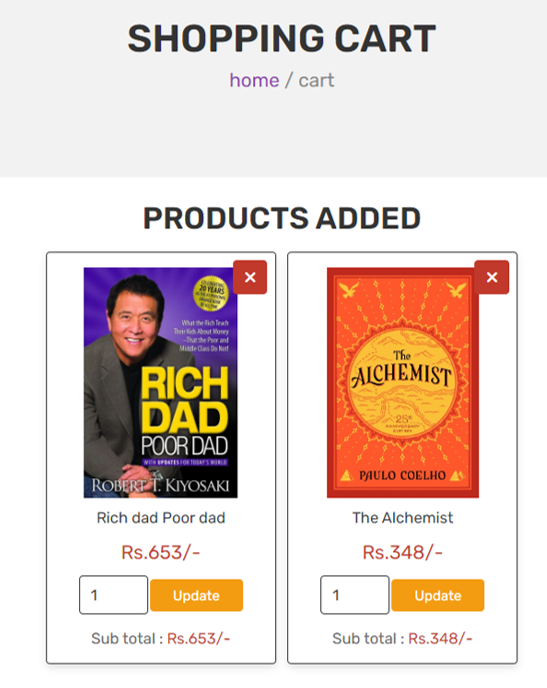 SHOPPING CART
home / cart
PRODUCTS ADDED
×
20 YEARS
What the Rich Teach
Their Kids About Money
—That the Poor and
Middle Class Do Not!
RICH
DAD
POOR DAD
WITH UPDATES FOR TODAY'S WORLD
ROBERT T. KIYOSAKI
Rich dad Poor dad
Rs.653/-
1
Update
Sub total : Rs.653/-
×
The
ALCHEMIST
25th
ANNIVERSARY
EDITION
PAULO COELHO
The Alchemist
Rs.348/-
1
Update
Sub total : Rs.348/-